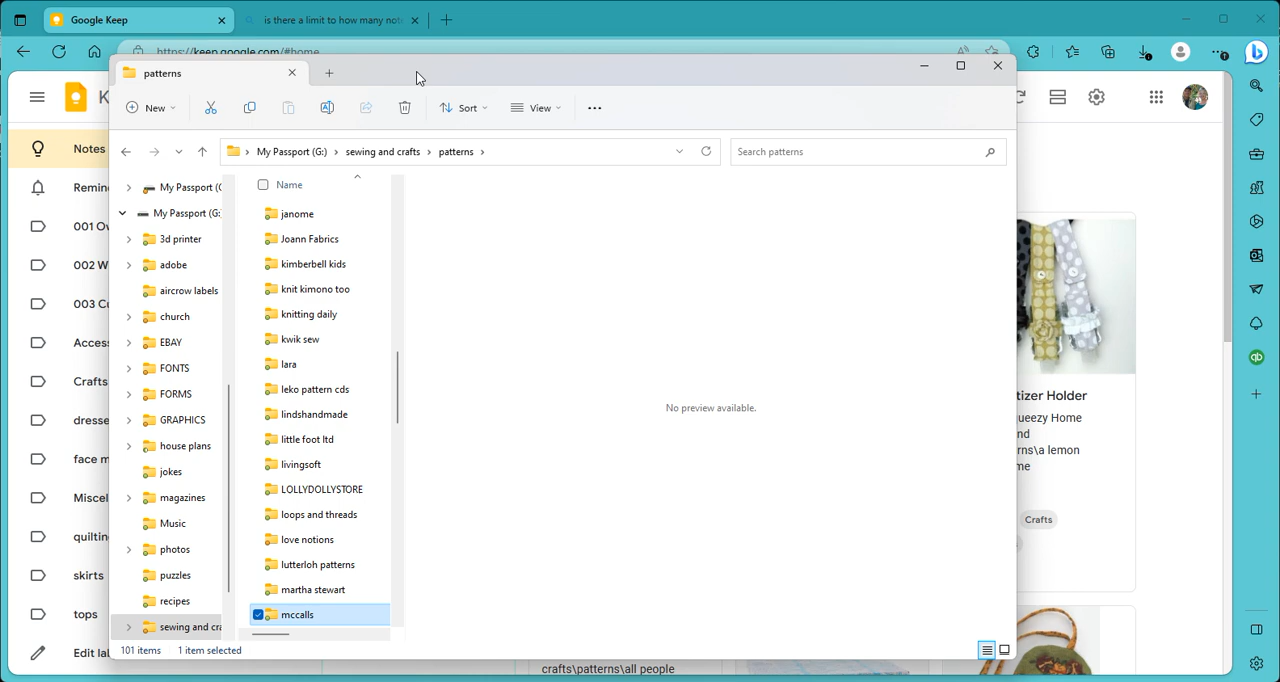 Google Keep
is there a limit to how many not
https://keep.google.com/#home
patterns
K
New
Sort
View
Notes
My Passport (G:)
sewing and crafts
patterns
Search patterns
Remin
My Passport (
Name
My Passport (G:
janome
001 Ov
3d printer
Joann Fabrics
002 W
adobe
kimberbell kids
aircrow labels
knit kimono too
003 Cu
church
knitting daily
Access
EBAY
kwik sew
FONTS
lara
Crafts
FORMS
leko pattern cds
tizer Holder
dresse
GRAPHICS
lindshandmade
ueezy Home
No preview available.
nd
house plans
little foot ltd
rns\a lemon
face m
jokes
livingsoft
me
Miscel
magazines
LOLLYDOLLYSTORE
Music
loops and threads
Crafts
quiltin
photos
love notions
skirts
puzzles
lutterloh patterns
recipes
martha stewart
tops
sewing and cra
mccalls
Edit lal
101 items
1 item selected
crafts\patterns\all people
qb